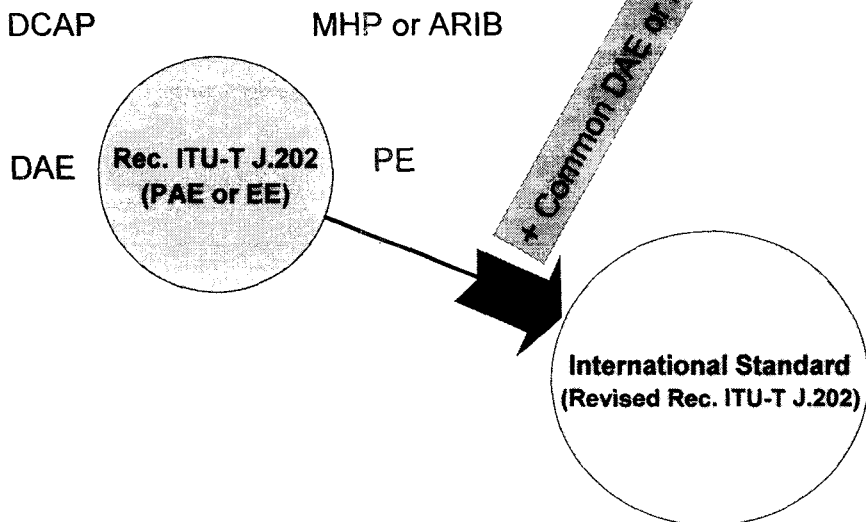 DCAP
MHP or ARIB
+ Common DAE or
DAE
Rec. ITU-T J.202
(PAE or EE)
PE
International Standard
(Revised Rec. ITU-T J.202)